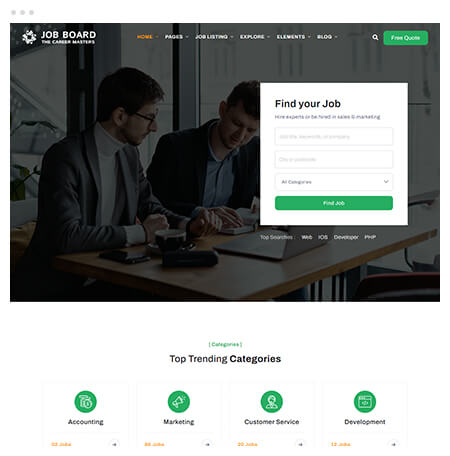 JOB BOARD
THE CAREER MASTERS
HOME PAGES JOB LISTING EXPLORE ELEMENTS BLOG
Free Quote
Find your Job
Hire experts or be hired in sales & marketing
Job title, keywords, or company
City or postcode
All Categories
Find Job
Top Searches : Web IOS Developer PHP
[ Categories ]
Top Trending Categories
Accounting Marketing Customer Service Development
02 Jobs 86 Jobs 20 Jobs 12 Jobs